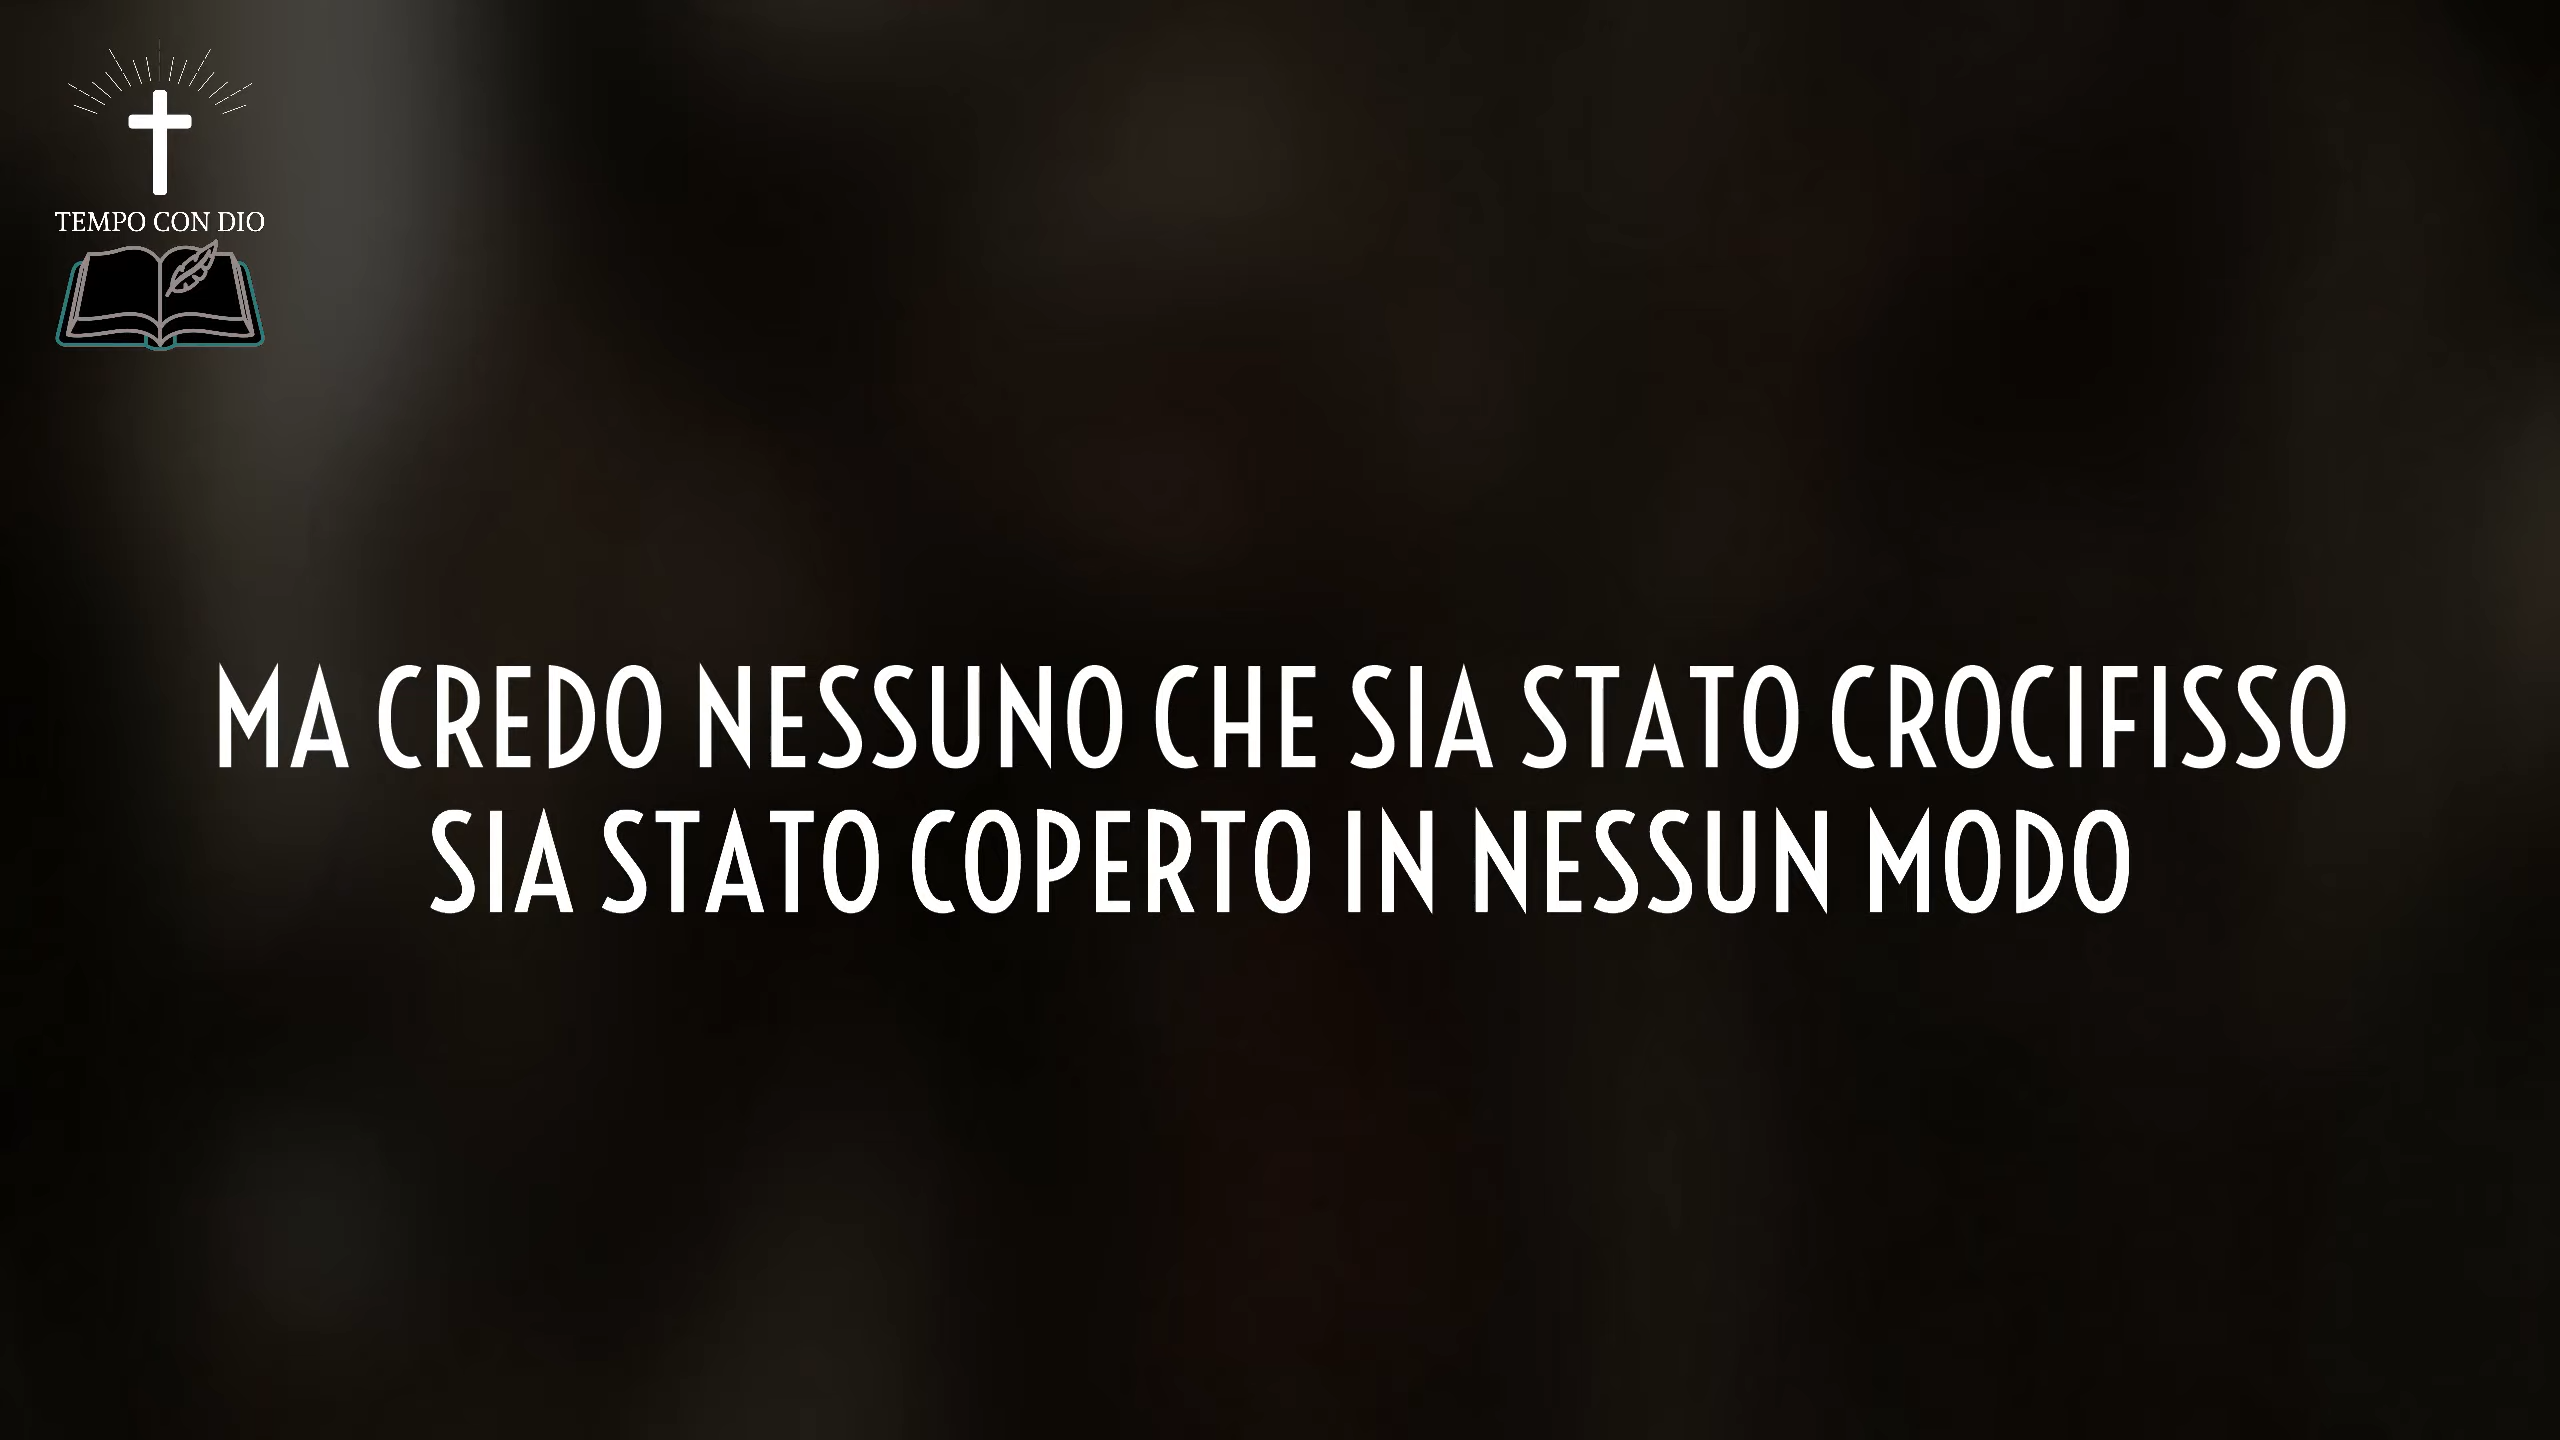 TEMPO CON DIO
MA CREDO NESSUNO CHE SIA STATO CROCIFISSO
SIA STATO COPERTO IN NESSUN MODO